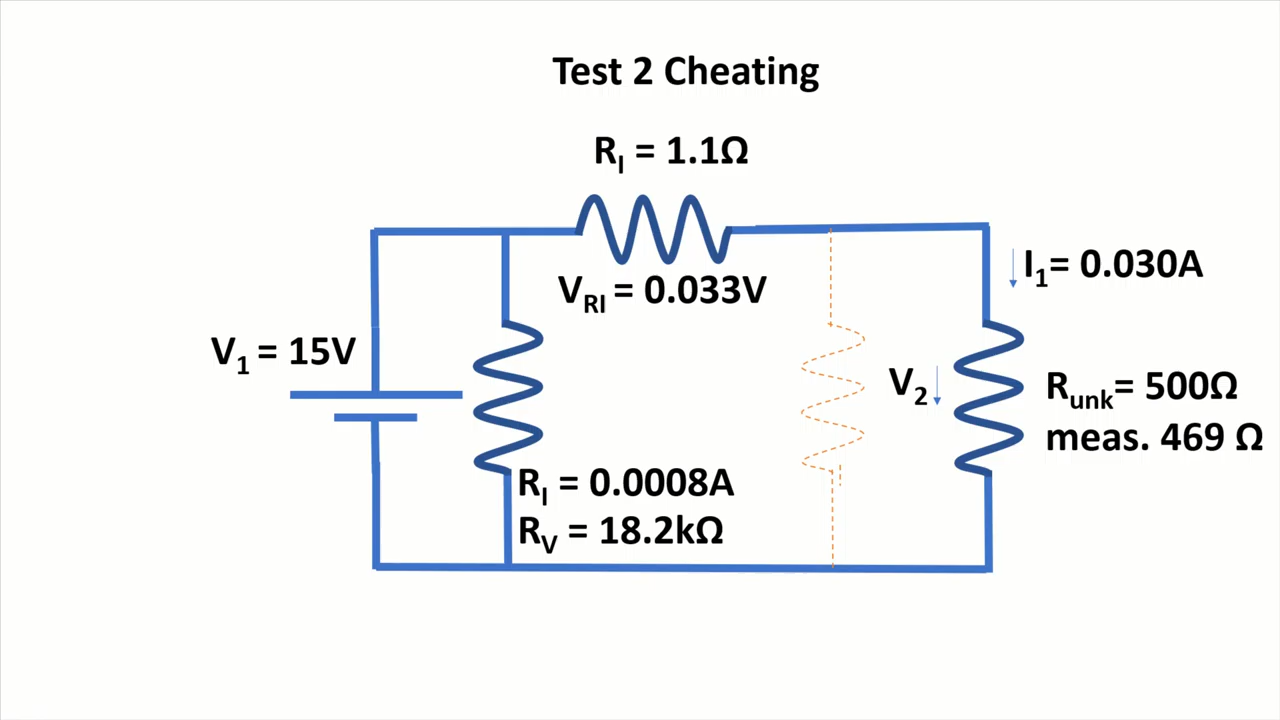 Test 2 Cheating
R_I = 1.1Ω
V_RI = 0.033V
I_1= 0.030A
V_1 = 15V
V_2
R_unk= 500Ω
meas. 469 Ω
R_I = 0.0008A
R_V = 18.2kΩ